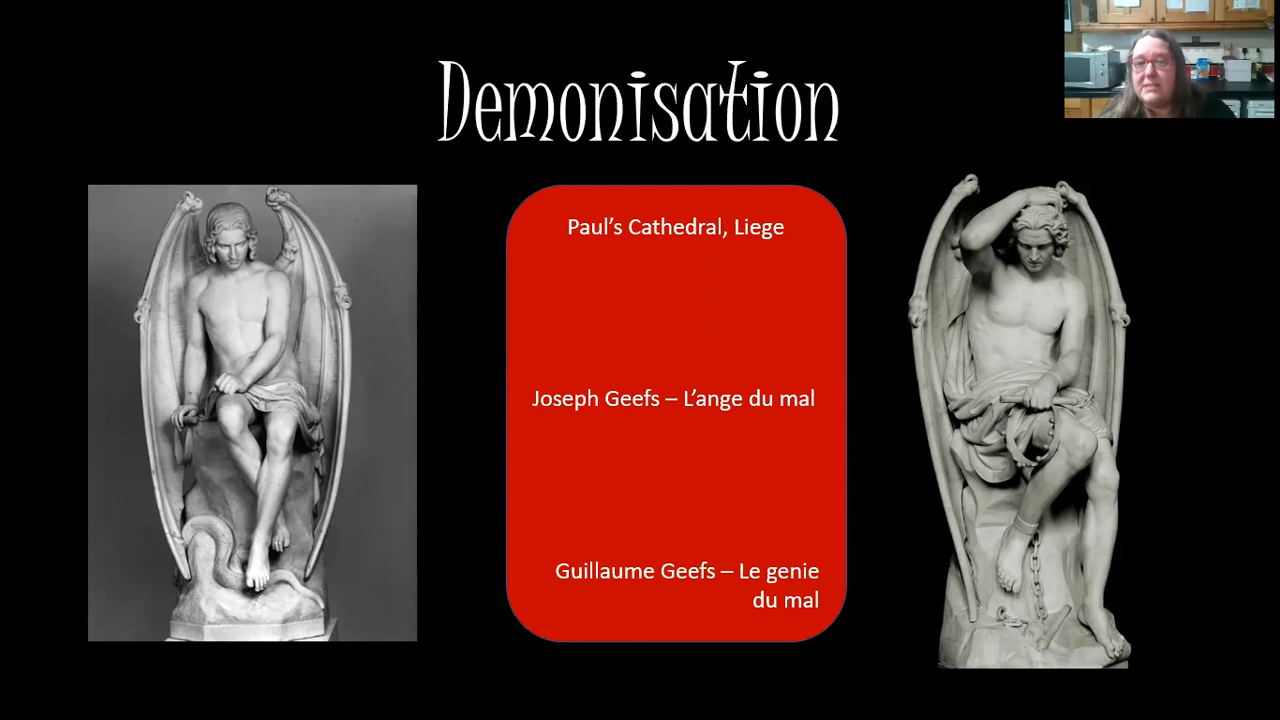 Demonisation
Paul’s Cathedral, Liege
Joseph Geefs – L’ange du mal
Guillaume Geefs – Le genie
du mal